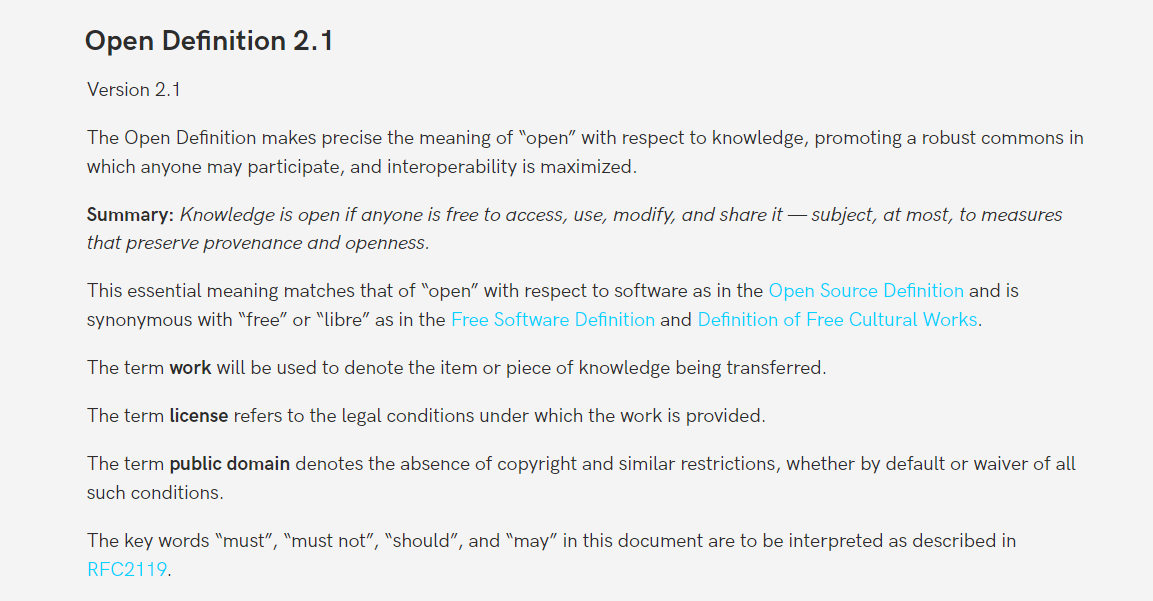 Open Definition 2.1
Version 2.1
The Open Definition makes precise the meaning of “open” with respect to knowledge, promoting a robust commons in
which anyone may participate, and interoperability is maximized.
Summary: Knowledge is open if anyone is free to access, use, modify, and share it — subject, at most, to measures
that preserve provenance and openness.
This essential meaning matches that of “open” with respect to software as in the Open Source Definition and is
synonymous with “free” or “libre” as in the Free Software Definition and Definition of Free Cultural Works.
The term work will be used to denote the item or piece of knowledge being transferred.
The term license refers to the legal conditions under which the work is provided.
The term public domain denotes the absence of copyright and similar restrictions, whether by default or waiver of all
such conditions.
The key words “must”, “must not”, “should”, and “may” in this document are to be interpreted as described in
RFC2119.